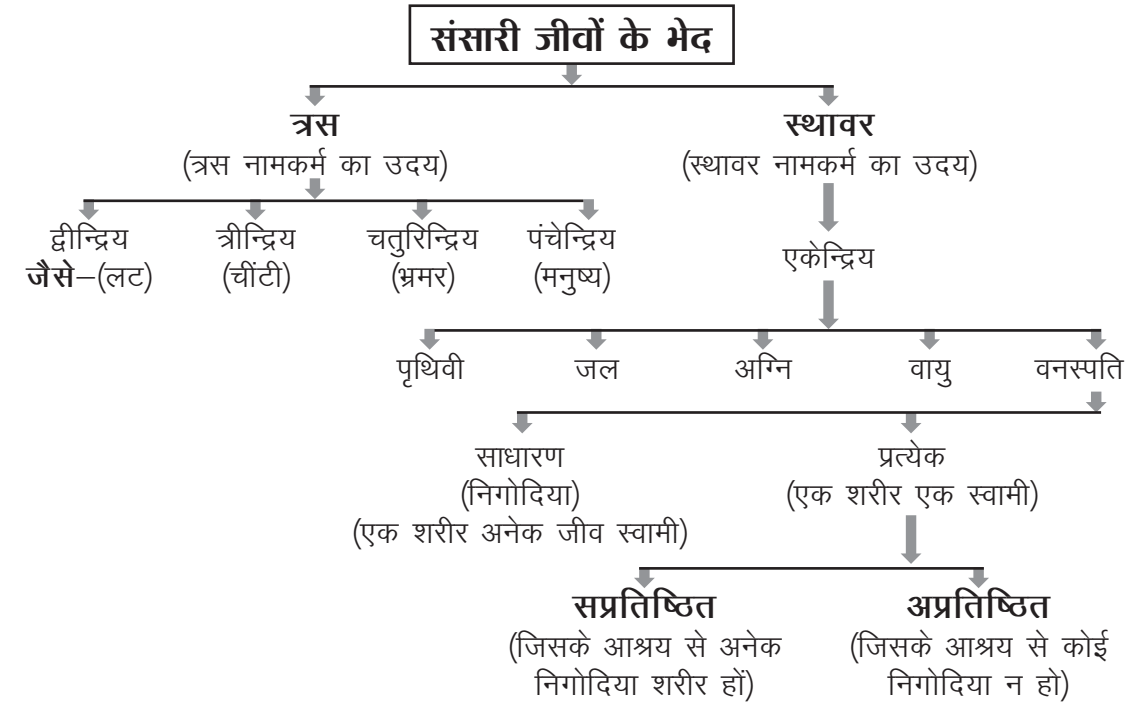 संसारी जीवों के भेद
त्रस
स्थावर
(त्रस नामकर्म का उदय)
(स्थावर नामकर्म का उदय)
द्वीन्द्रिय
त्रीन्द्रिय
चतुरिन्द्रिय
पंचेन्द्रिय
जैसे–(लट)
(चींटी)
(भ्रमर)
(मनुष्य)
एकेन्द्रिय
पृथिवी
जल
अग्नि
वायु
वनस्पति
साधारण
(निगोदिया)
(एक शरीर अनेक जीव स्वामी)
प्रत्येक
(एक शरीर एक स्वामी)
सप्रतिष्ठित
(जिसके आश्रय से अनेक
निगोदिया शरीर हों)
अप्रतिष्ठित
(जिसके आश्रय से कोई
निगोदिया न हो)